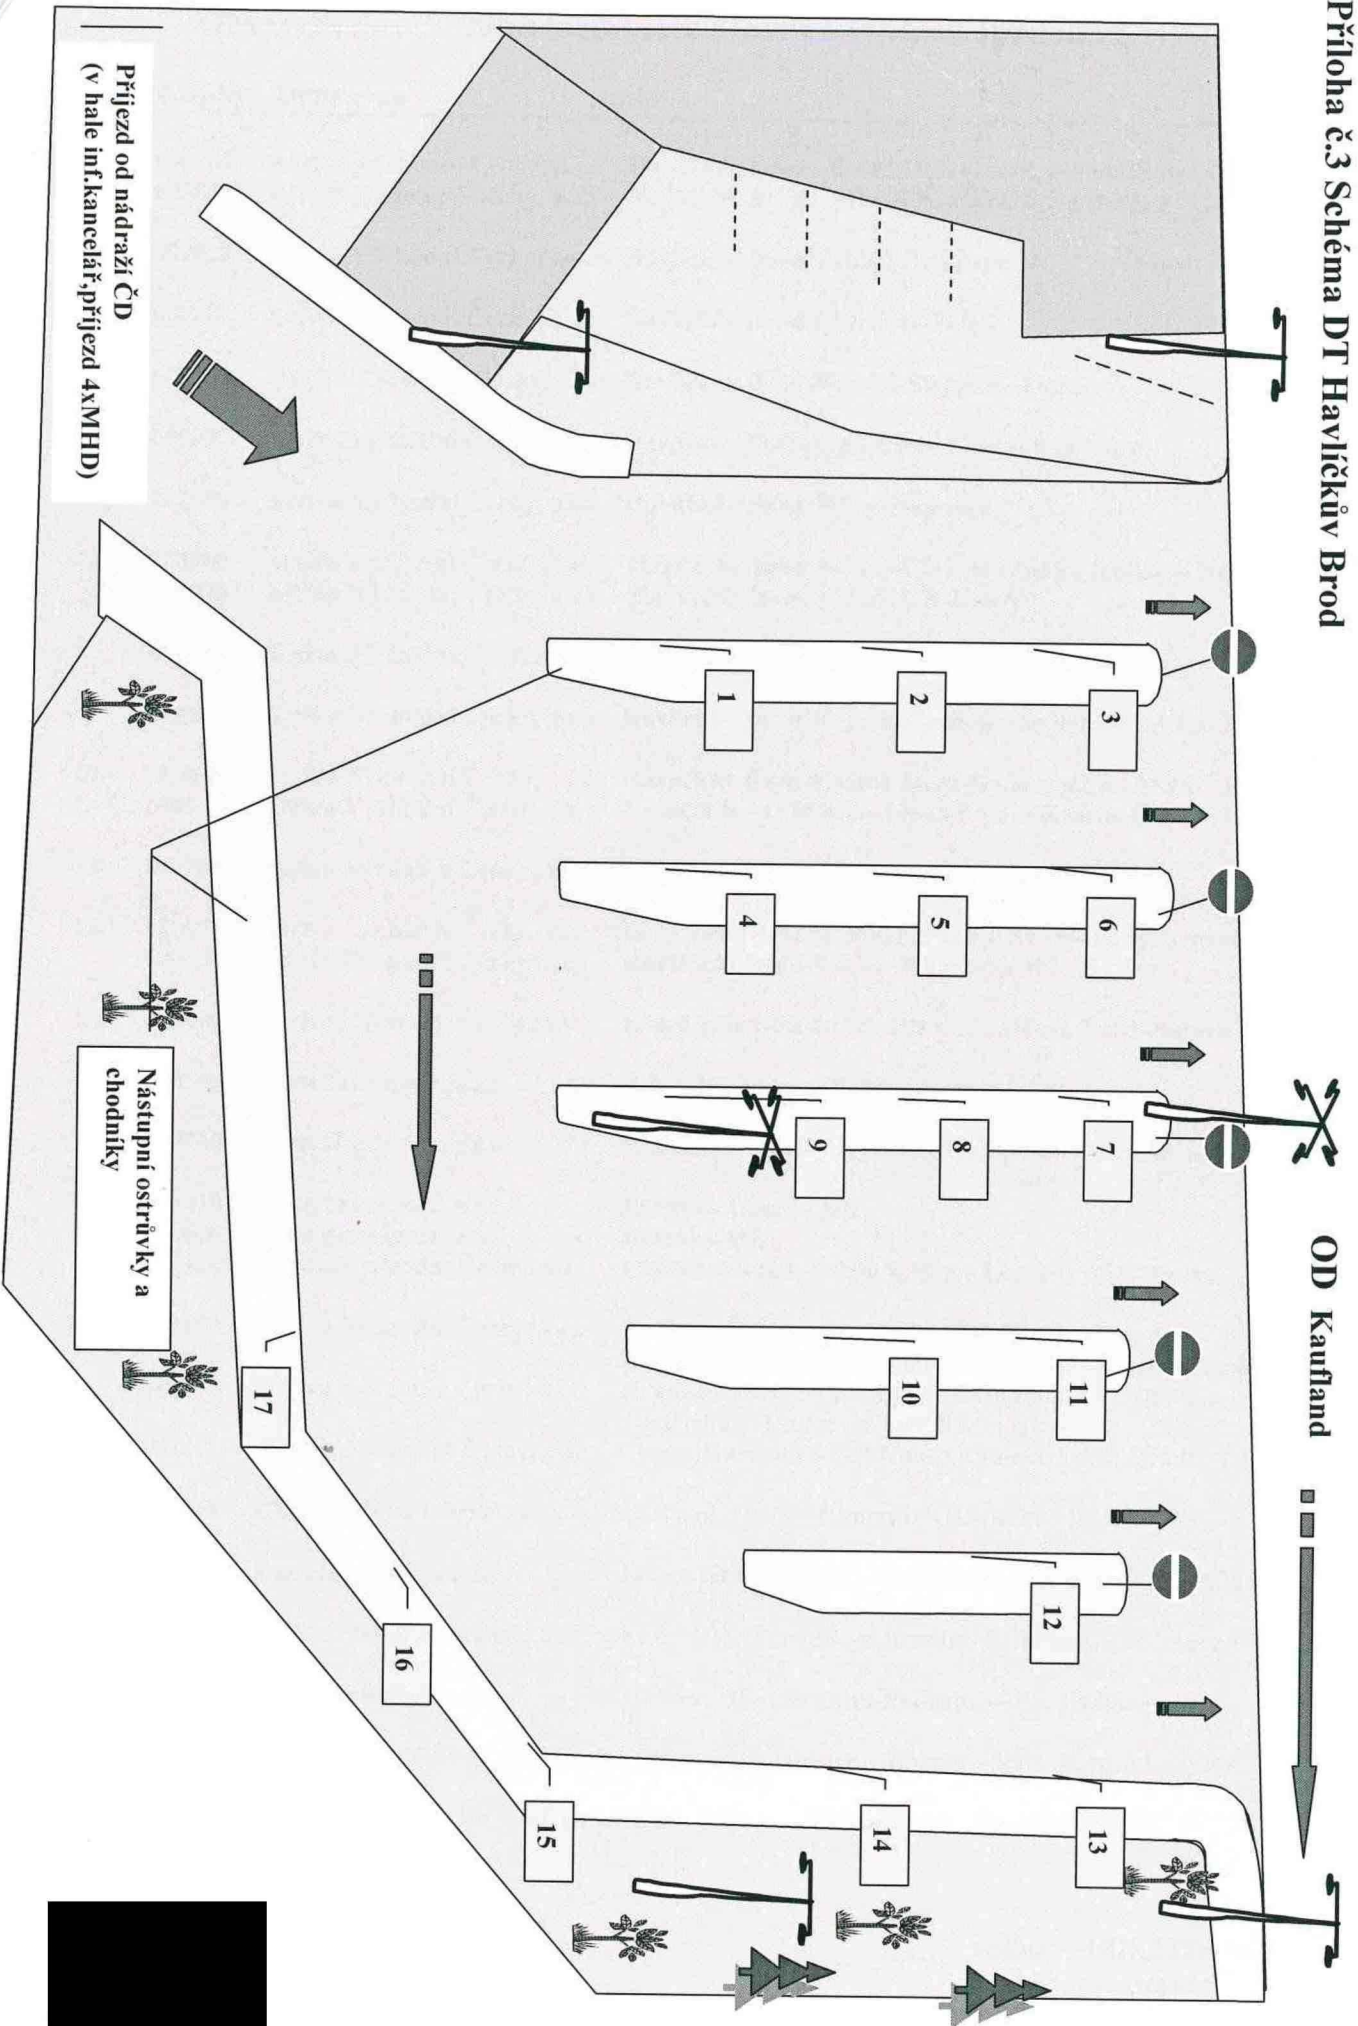 Příloha č.3 Schéma DT Havlíčkův Brod
OD Kaufland
3
6
7
11
12
13
2
5
8
10
14
1
4
9
15
16
17
Příjezd od nádraží ČD
(v hale inf.kancelář,příjezd 4xMHD)
Nástupní ostrůvky a
chodníky